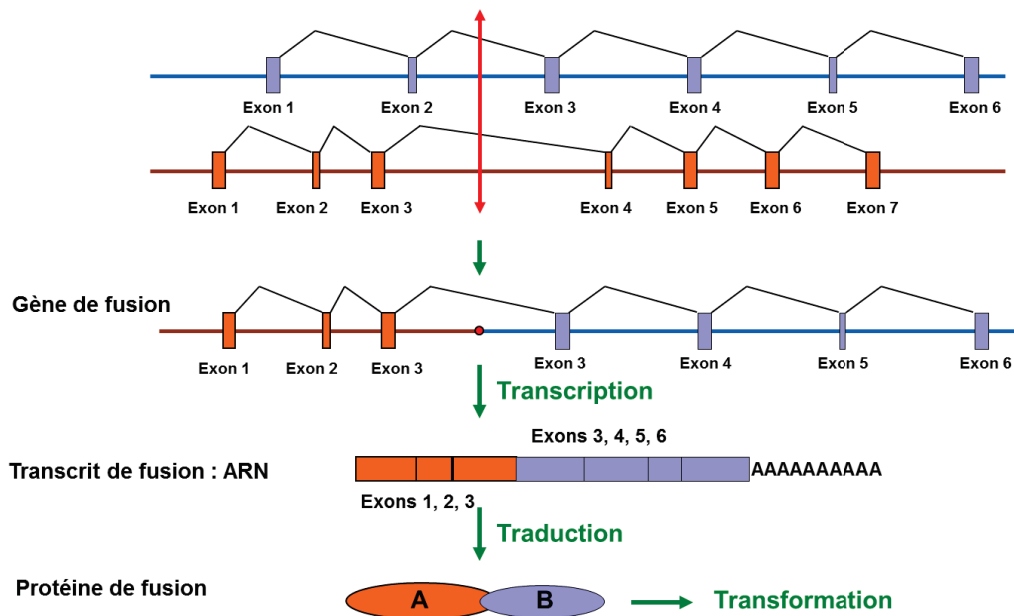 Exon 1 Exon 2 Exon 3 Exon 4 Exon 5 Exon 6
Exon 1 Exon 2 Exon 3 Exon 4 Exon 5 Exon 6 Exon 7
Gène de fusion
Exon 1 Exon 2 Exon 3 Exon 3 Exon 4 Exon 5 Exon 6
Transcription
Exons 3, 4, 5, 6
Transcrit de fusion : ARN
AAAAAAAAAA
Exons 1, 2, 3
Traduction
Protéine de fusion
A B
Transformation